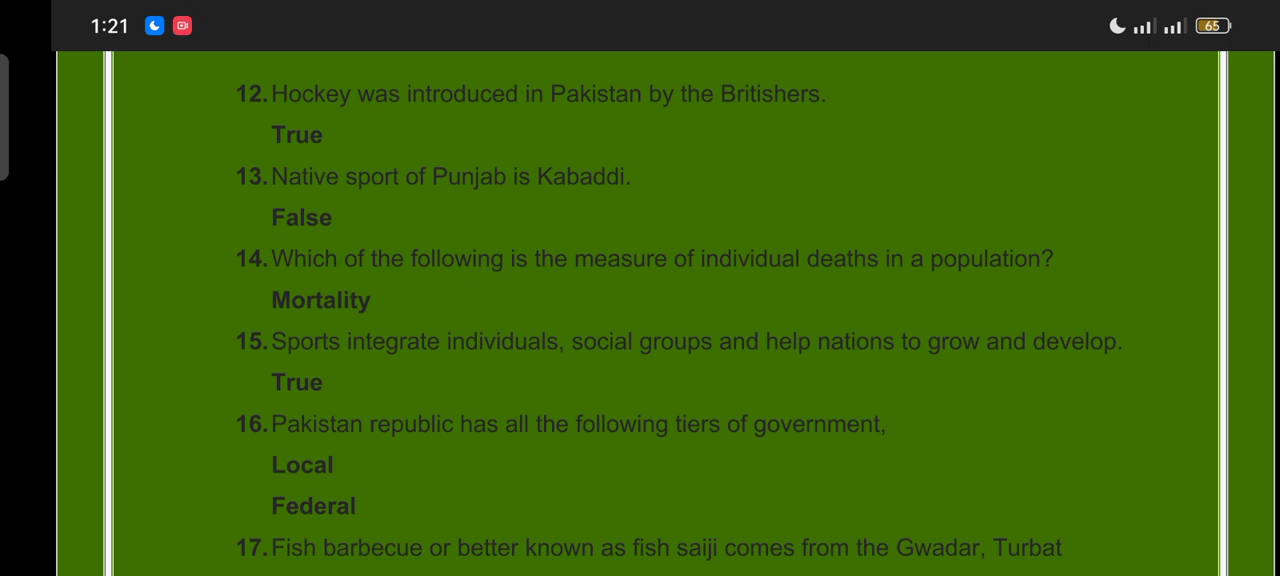 1:21
65
12. Hockey was introduced in Pakistan by the Britishers.
True
13. Native sport of Punjab is Kabaddi.
False
14. Which of the following is the measure of individual deaths in a population?
Mortality
15. Sports integrate individuals, social groups and help nations to grow and develop.
True
16. Pakistan republic has all the following tiers of government,
Local
Federal
17. Fish barbecue or better known as fish saiji comes from the Gwadar, Turbat